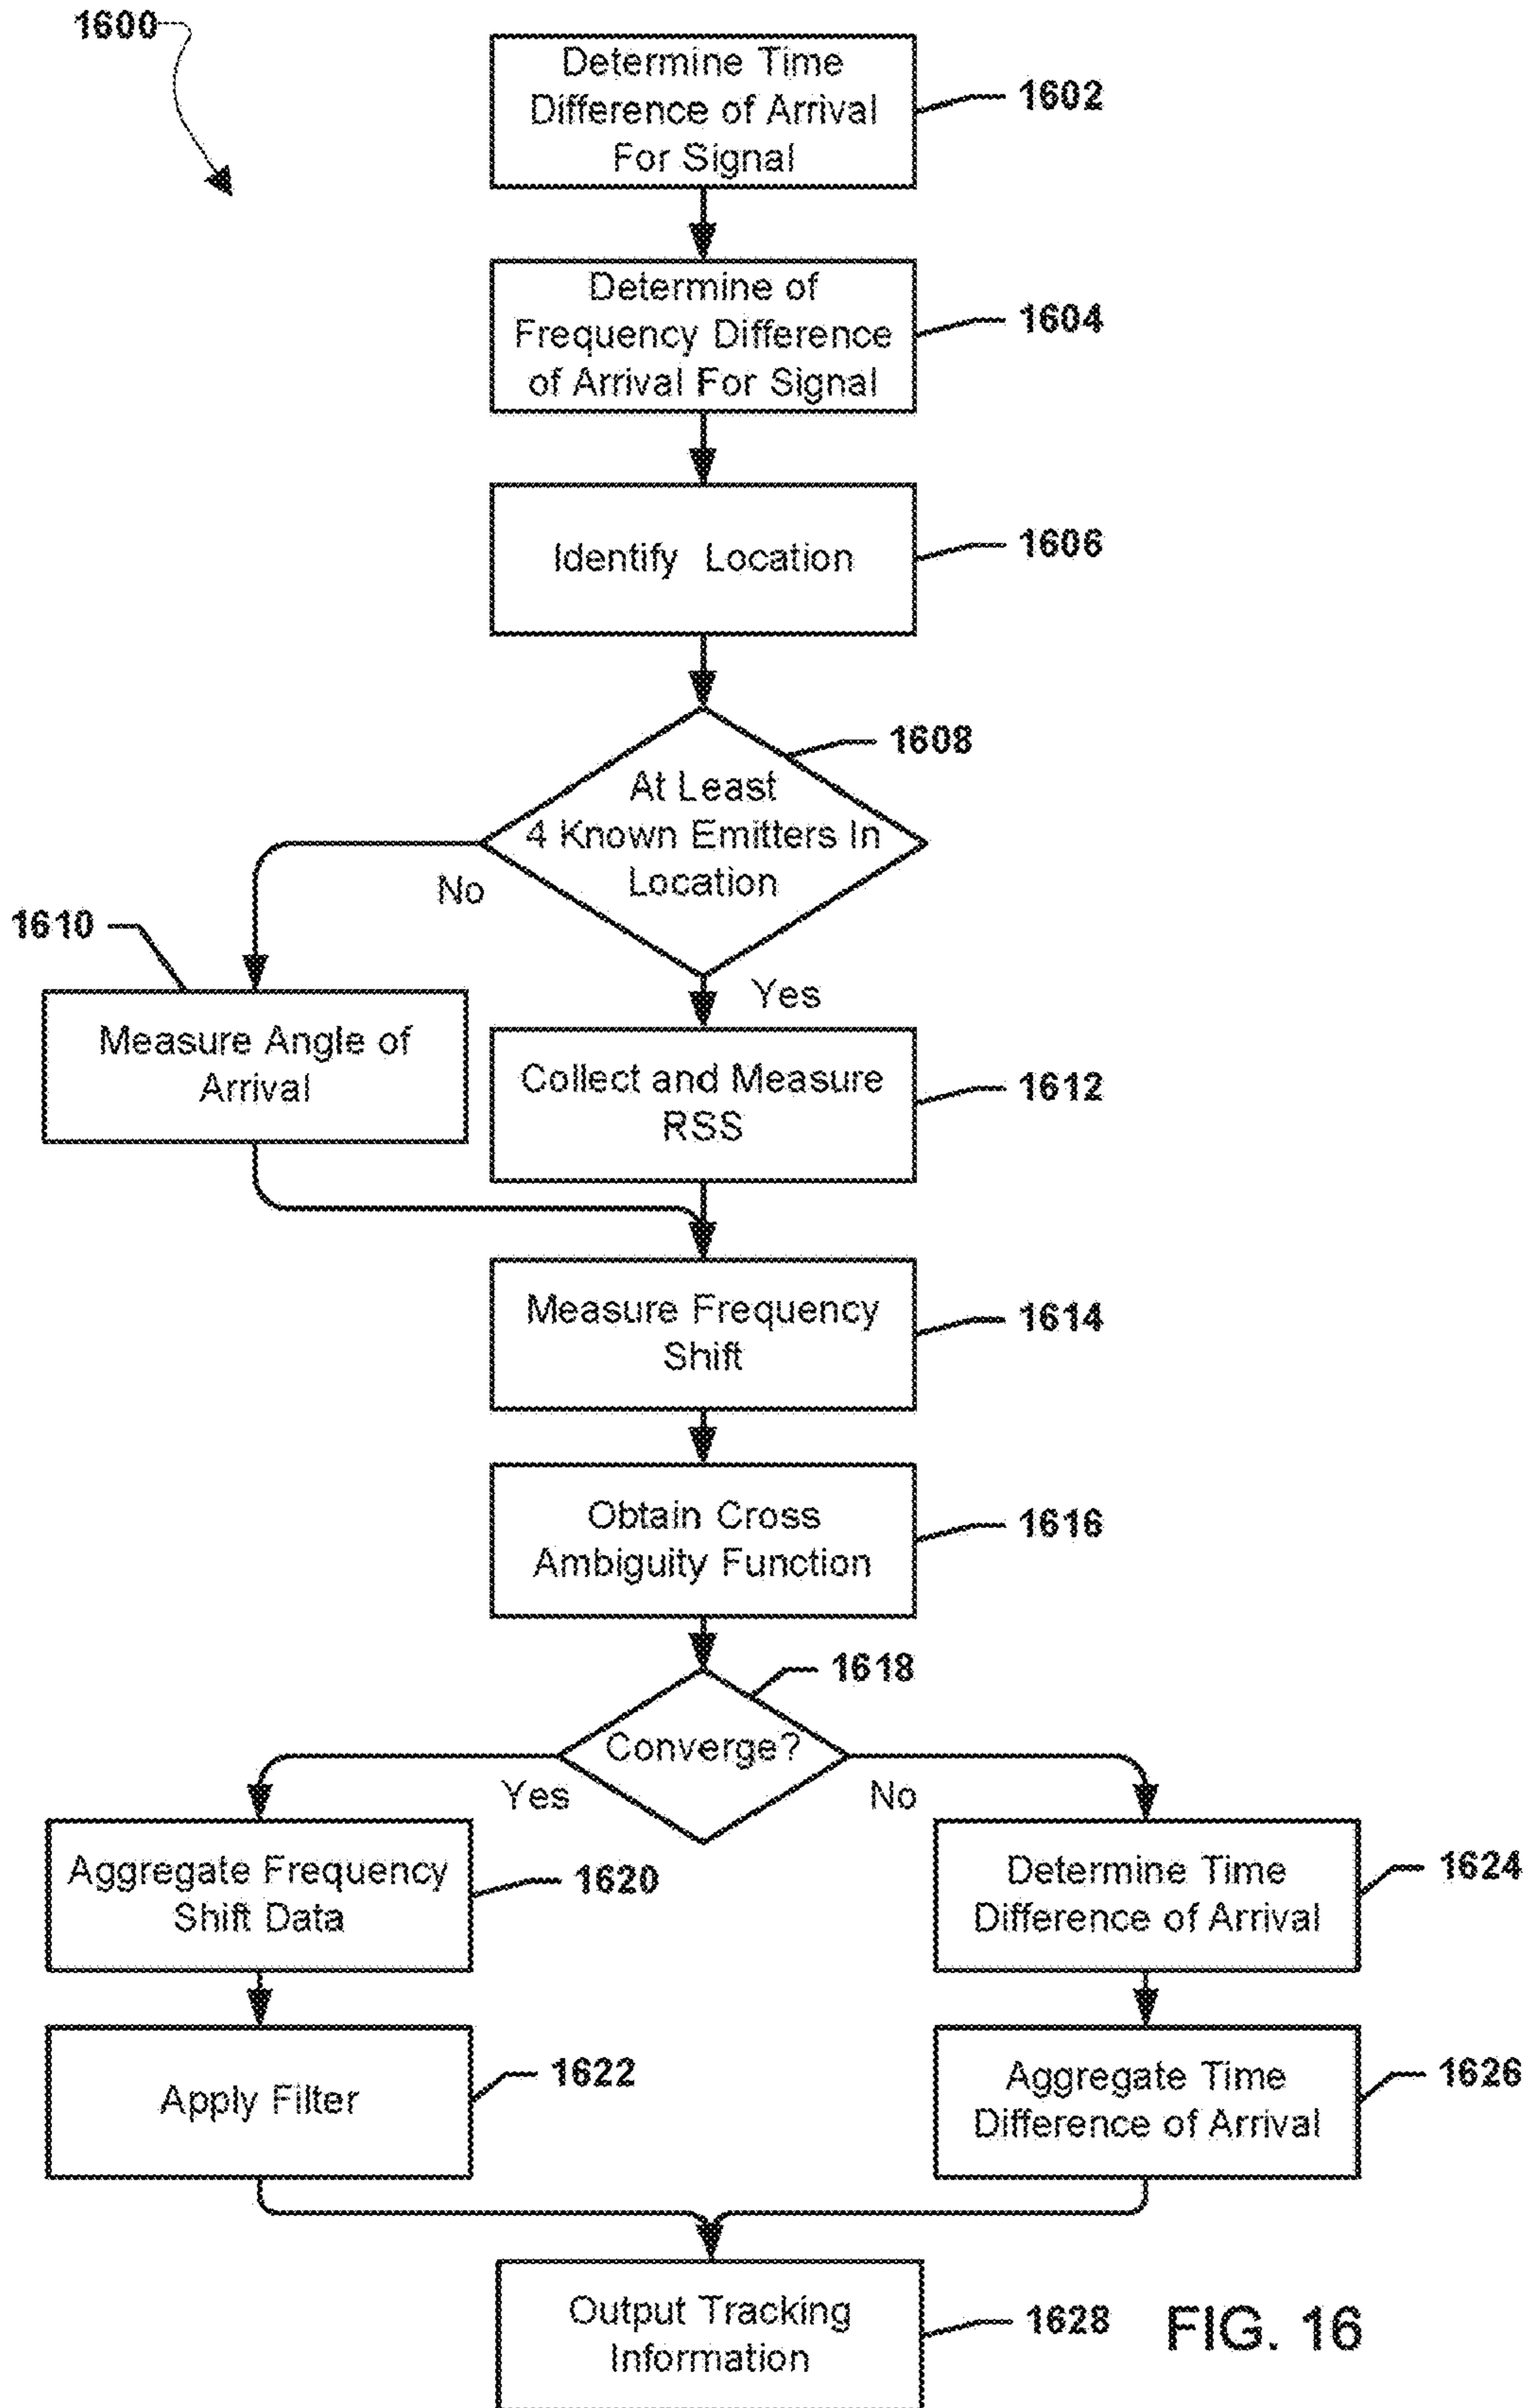 1600
Determine Time
Difference of Arrival
For Signal
1602
Determine of
Frequency Difference
of Arrival For Signal
1604
Identify Location
1606
1608
At Least
4 Known Emitters In
Location
No
Yes
1610
Measure Angle of
Arrival
Collect and Measure
RSS
1612
Measure Frequency
Shift
1614
Obtain Cross
Ambiguity Function
1616
1618
Converge?
Yes
No
Aggregate Frequency
Shift Data
1620
Determine Time
Difference of Arrival
1624
Apply Filter
1622
Aggregate Time
Difference of Arrival
1626
Output Tracking
Information
1628
FIG. 16